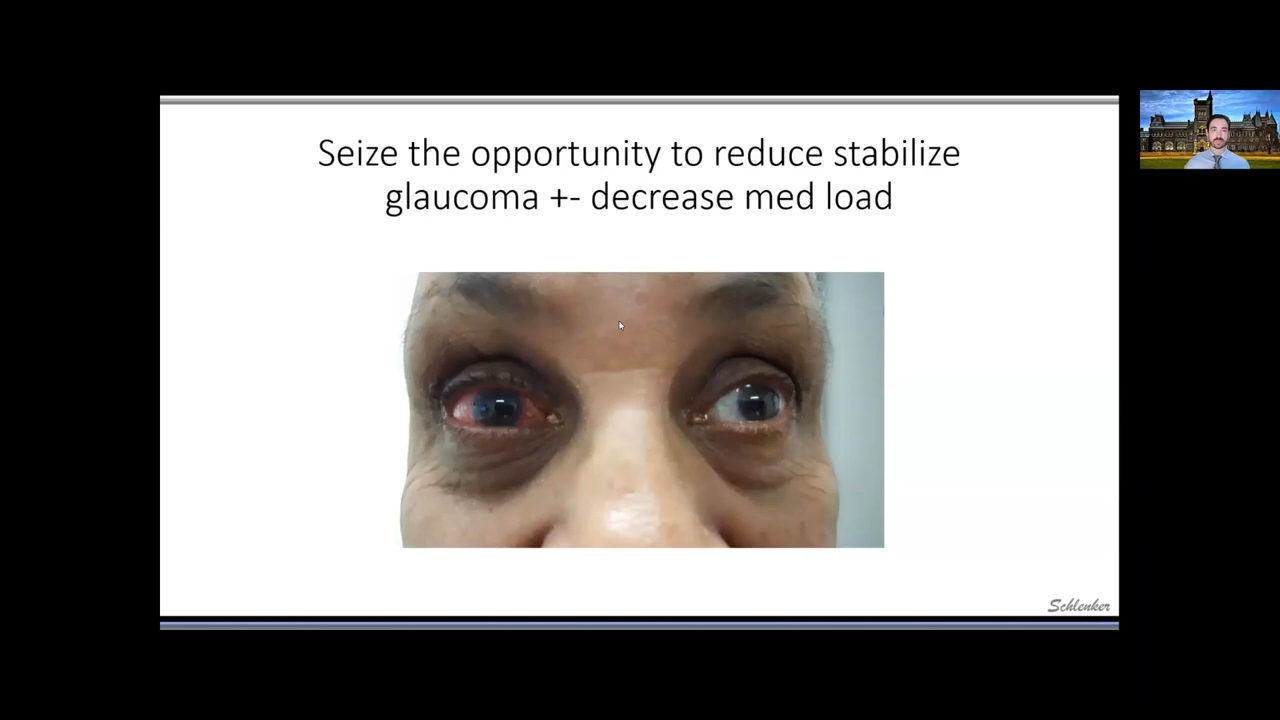 Seize the opportunity to reduce stabilize
glaucoma +- decrease med load
Schlenker